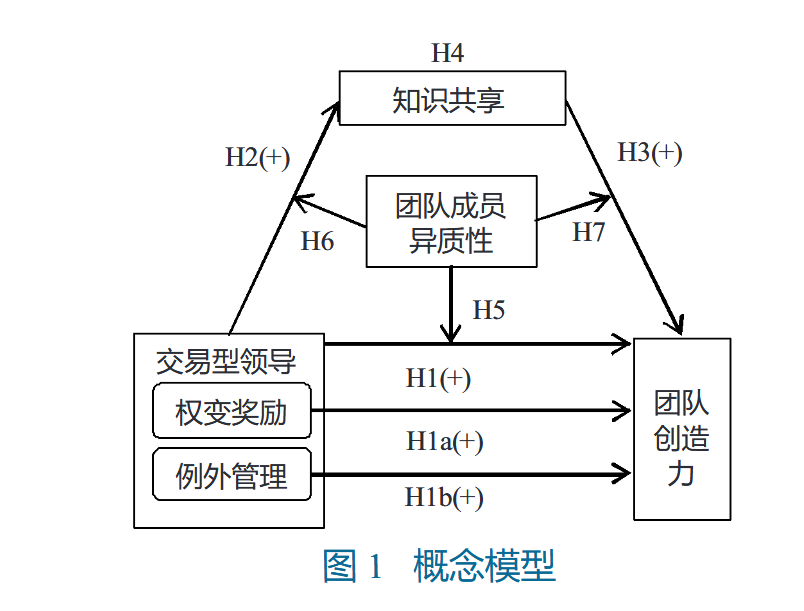 H4
知识共享
H2(+)
H3(+)
团队成员
异质性
H6
H7
H5
交易型领导
H1(+)
权变奖励
团队
创造
力
H1a(+)
例外管理
H1b(+)
图 1 概念模型